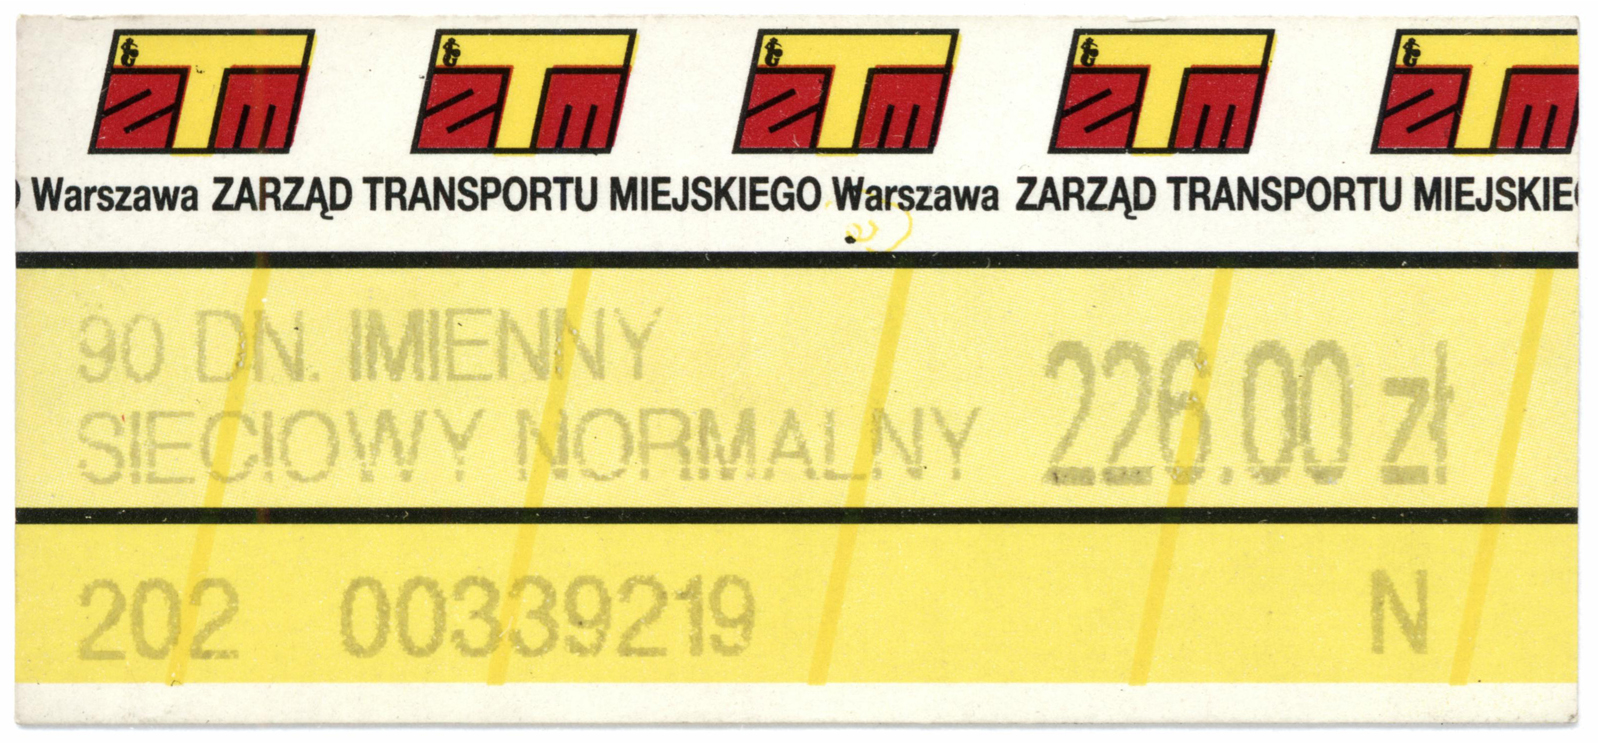 ZTM ZTM ZTM ZTM ZTM
Warszawa ZARZĄD TRANSPORTU MIEJSKIEGO Warszawa ZARZĄD TRANSPORTU MIEJSKIEG
90 DN. IMIENNY
SIECIOWY NORMALNY 226.00 zł
202 00339219 N